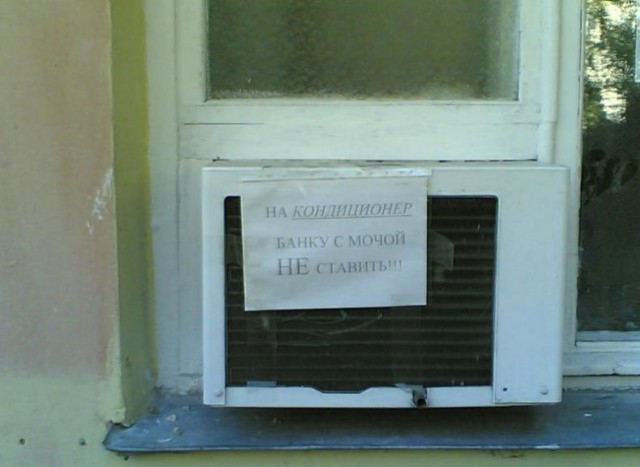 НА КОНДИЦИОНЕР
БАНКУ С МОЧОЙ
НЕ СТАВИТЬ!!!